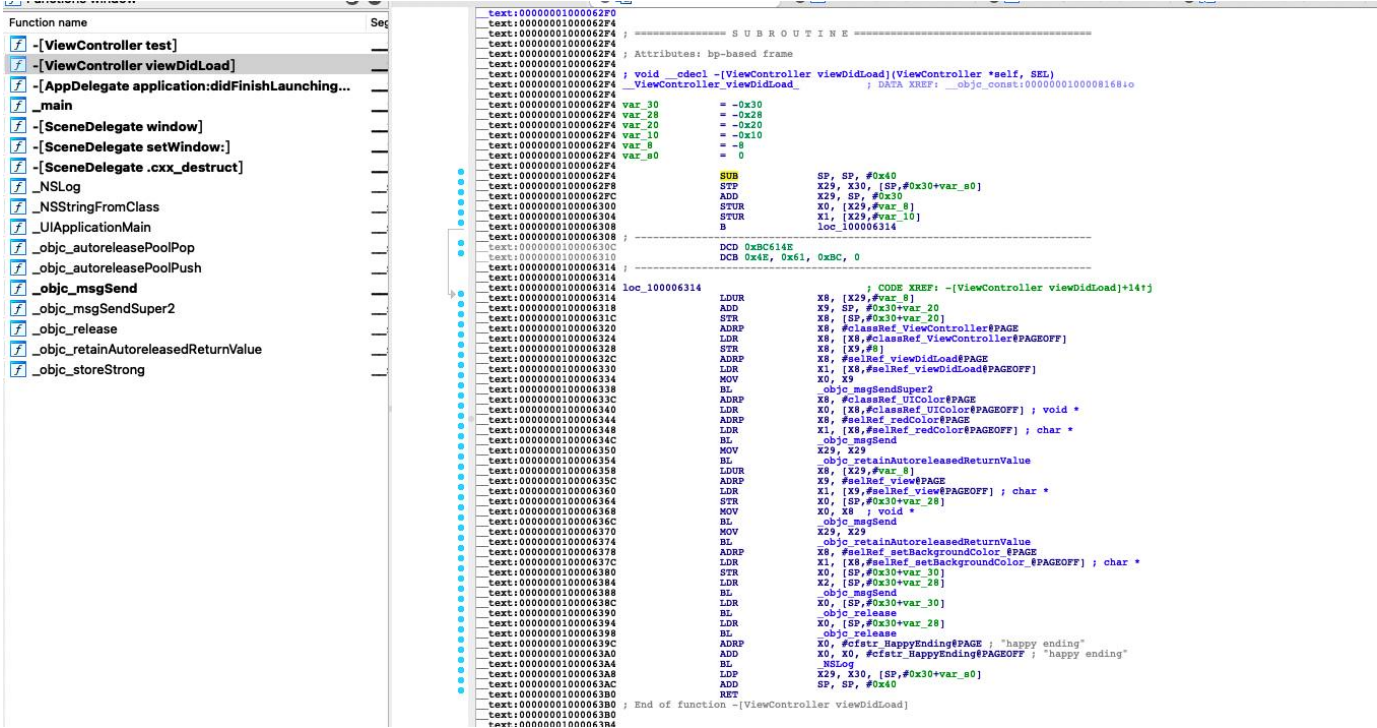 Functions window
Function name
Seg
f -[ViewController test]
f -[ViewController viewDidLoad]
f -[AppDelegate application:didFinishLaunching...
f _main
f -[SceneDelegate window]
f -[SceneDelegate setWindow:]
f -[SceneDelegate .cxx_destruct]
f _NSLog
f _NSStringFromClass
f _UIApplicationMain
f _objc_autoreleasePoolPop
f _objc_autoreleasePoolPush
f _objc_msgSend
f _objc_msgSendSuper2
f _objc_release
f _objc_retainAutoreleasedReturnValue
f _objc_storeStrong
__text:00000001000062F0
__text:00000001000062F4
__text:00000001000062F4 ; =============== S U B R O U T I N E =======================================
__text:00000001000062F4
__text:00000001000062F4 ; Attributes: bp-based frame
__text:00000001000062F4
__text:00000001000062F4 ; void __cdecl -[ViewController viewDidLoad](ViewController *self, SEL)
__text:00000001000062F4 __ViewController_viewDidLoad_ ; DATA XREF: __objc_const:0000000100008168↓o
__text:00000001000062F4
__text:00000001000062F4 var_30 = -0x30
__text:00000001000062F4 var_28 = -0x28
__text:00000001000062F4 var_20 = -0x20
__text:00000001000062F4 var_10 = -0x10
__text:00000001000062F4 var_8 = -8
__text:00000001000062F4 var_s0 = 0
__text:00000001000062F4
__text:00000001000062F4 SUB SP, SP, #0x40
__text:00000001000062F8 STP X29, X30, [SP,#0x30+var_s0]
__text:00000001000062FC ADD X29, SP, #0x30
__text:0000000100006300 STUR X0, [X29,#var_8]
__text:0000000100006304 STUR X1, [X29,#var_10]
__text:0000000100006308 B loc_100006314
__text:0000000100006308 ; ---------------------------------------------------------------------------
__text:000000010000630C DCD 0xBC614E
__text:0000000100006310 DCB 0x4E, 0x61, 0xBC, 0
__text:0000000100006314 ; ---------------------------------------------------------------------------
__text:0000000100006314
__text:0000000100006314 loc_100006314 ; CODE XREF: -[ViewController viewDidLoad]+14↑j
__text:0000000100006314 LDUR X8, [X29,#var_8]
__text:0000000100006318 ADD X9, SP, #0x30+var_20
__text:000000010000631C STR X8, [SP,#0x30+var_20]
__text:0000000100006320 ADRP X8, #classRef_ViewController@PAGE
__text:0000000100006324 LDR X8, [X8,#classRef_ViewController@PAGEOFF]
__text:0000000100006328 STR X8, [X9,#8]
__text:000000010000632C ADRP X8, #selRef_viewDidLoad@PAGE
__text:0000000100006330 LDR X1, [X8,#selRef_viewDidLoad@PAGEOFF]
__text:0000000100006334 MOV X0, X9
__text:0000000100006338 BL _objc_msgSendSuper2
__text:000000010000633C ADRP X8, #classRef_UIColor@PAGE
__text:0000000100006340 LDR X0, [X8,#classRef_UIColor@PAGEOFF] ; void *
__text:0000000100006344 ADRP X8, #selRef_redColor@PAGE
__text:0000000100006348 LDR X1, [X8,#selRef_redColor@PAGEOFF] ; char *
__text:000000010000634C BL _objc_msgSend
__text:0000000100006350 MOV X29, X29
__text:0000000100006354 BL _objc_retainAutoreleasedReturnValue
__text:0000000100006358 LDUR X8, [X29,#var_8]
__text:000000010000635C ADRP X9, #selRef_view@PAGE
__text:0000000100006360 LDR X1, [X9,#selRef_view@PAGEOFF] ; char *
__text:0000000100006364 STR X0, [SP,#0x30+var_28]
__text:0000000100006368 MOV X0, X8 ; void *
__text:000000010000636C BL _objc_msgSend
__text:0000000100006370 MOV X29, X29
__text:0000000100006374 BL _objc_retainAutoreleasedReturnValue
__text:0000000100006378 ADRP X8, #selRef_setBackgroundColor_@PAGE
__text:000000010000637C LDR X1, [X8,#selRef_setBackgroundColor_@PAGEOFF] ; char *
__text:0000000100006380 STR X0, [SP,#0x30+var_30]
__text:0000000100006384 LDR X2, [SP,#0x30+var_28]
__text:0000000100006388 BL _objc_msgSend
__text:000000010000638C LDR X0, [SP,#0x30+var_30]
__text:0000000100006390 BL _objc_release
__text:0000000100006394 LDR X0, [SP,#0x30+var_28]
__text:0000000100006398 BL _objc_release
__text:000000010000639C ADRP X0, #cfstr_HappyEnding@PAGE ; "happy ending"
__text:00000001000063A0 ADD X0, X0, #cfstr_HappyEnding@PAGEOFF ; "happy ending"
__text:00000001000063A4 BL _NSLog
__text:00000001000063A8 LDP X29, X30, [SP,#0x30+var_s0]
__text:00000001000063AC ADD SP, SP, #0x40
__text:00000001000063B0 RET
__text:00000001000063B0 ; End of function -[ViewController viewDidLoad]
__text:00000001000063B0
__text:00000001000063B4